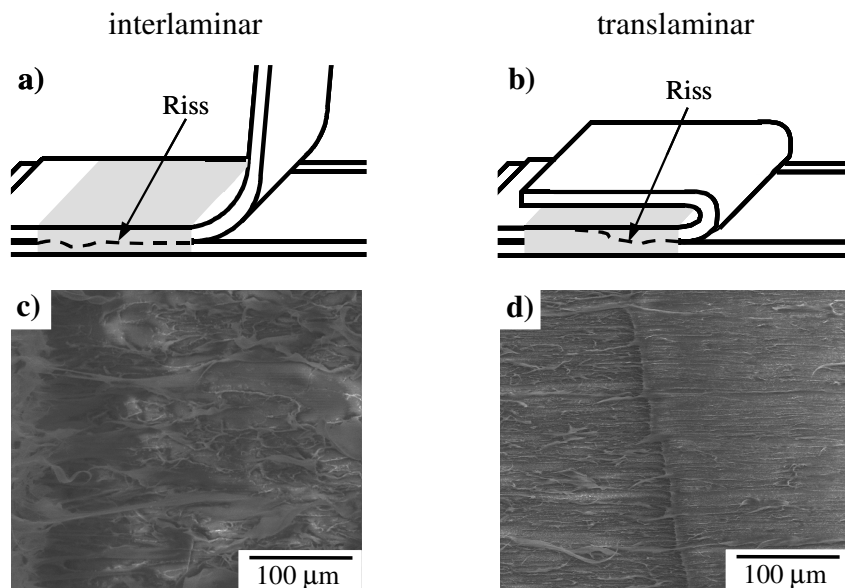 interlaminar
translaminar
a)
Riss
b)
Riss
c)
100 µm
d)
100 µm